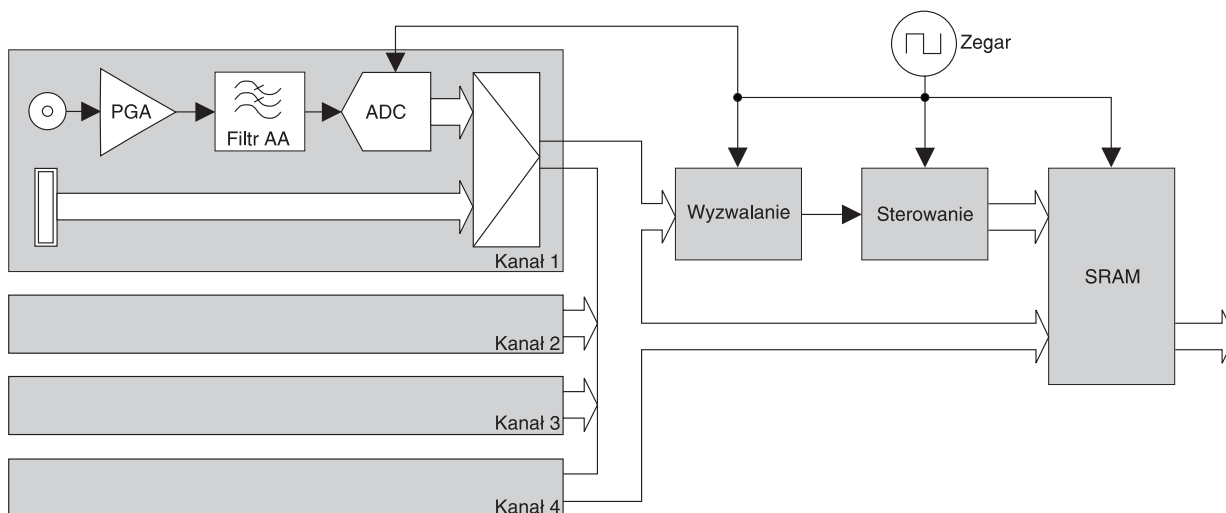 Zegar
PGA
Filtr AA
ADC
Kanał 1
Wyzwalanie
Sterowanie
SRAM
Kanał 2
Kanał 3
Kanał 4